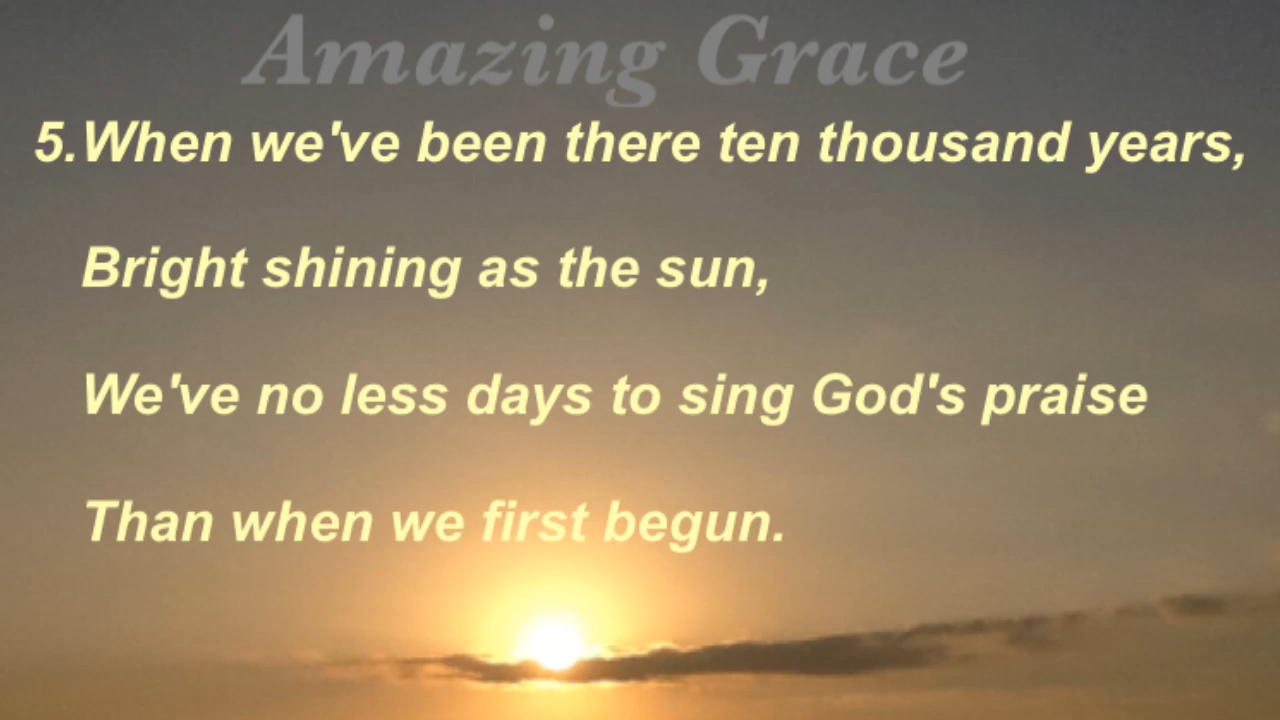 Amazing Grace
5.When we've been there ten thousand years,
Bright shining as the sun,
We've no less days to sing God's praise
Than when we first begun.